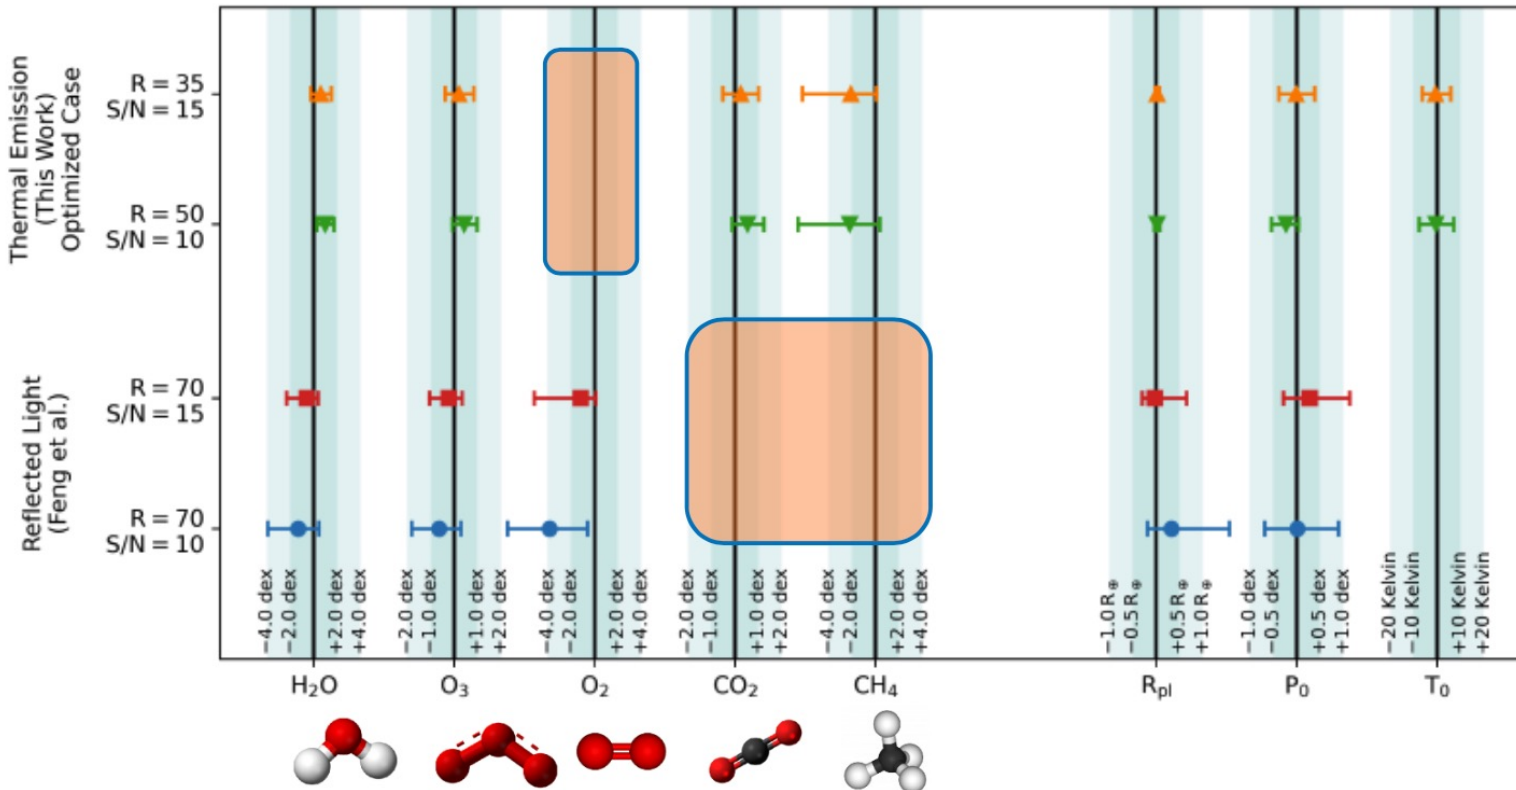 Thermal Emission
(This Work)
Optimized Case
R = 35
S/N = 15
R = 50
S/N = 10
Reflected Light
(Feng et al.)
R = 70
S/N = 15
R = 70
S/N = 10
−4.0 dex
−2.0 dex
+2.0 dex
+4.0 dex
−2.0 dex
−1.0 dex
+1.0 dex
+2.0 dex
−4.0 dex
−2.0 dex
+2.0 dex
+4.0 dex
−2.0 dex
−1.0 dex
+1.0 dex
+2.0 dex
−4.0 dex
−2.0 dex
+2.0 dex
+4.0 dex
−1.0 R⊕
−0.5 R⊕
+0.5 R⊕
+1.0 R⊕
−1.0 dex
−0.5 dex
+0.5 dex
+1.0 dex
−20 Kelvin
−10 Kelvin
+10 Kelvin
+20 Kelvin
H₂O
O₃
O₂
CO₂
CH₄
Rₚₗ
P₀
T₀